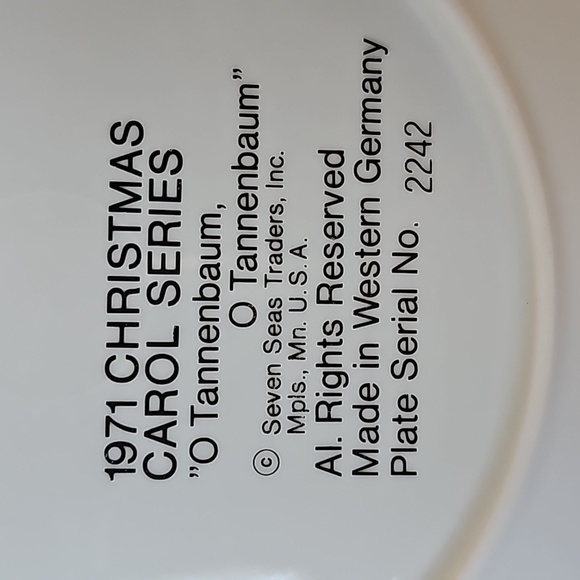 1971 CHRISTMAS
CAROL SERIES
”O Tannenbaum,
O Tannenbaum”
© Seven Seas Traders, Inc.
Mpls., Mn. U.S.A.
Al. Rights Reserved
Made in Western Germany
Plate Serial No. 2242